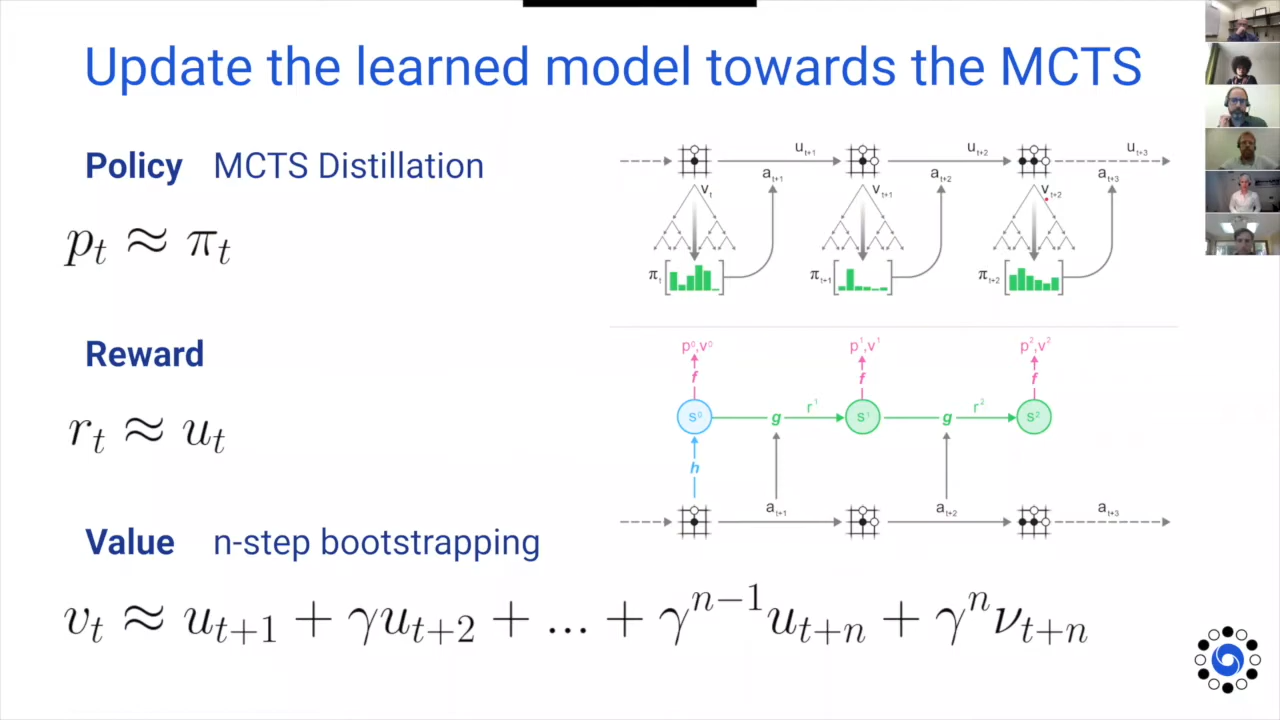 Update the learned model towards the MCTS
Policy MCTS Distillation
pₜ ≈ πₜ
Reward
rₜ ≈ uₜ
Value n-step bootstrapping
vₜ ≈ uₜ₊₁ + γuₜ₊₂ + ... + γⁿ⁻¹uₜ₊ₙ + γⁿνₜ₊ₙ
uₜ₊₁ uₜ₊₂ uₜ₊₃
aₜ₊₁ aₜ₊₂ aₜ₊₃
νₜ νₜ₊₁ νₜ₊₂
πₜ πₜ₊₁ πₜ₊₂
p⁰,v⁰ p¹,v¹ p²,v²
f f f
s⁰ g r¹ s¹ g r² s²
h
aₜ₊₁ aₜ₊₂ aₜ₊₃